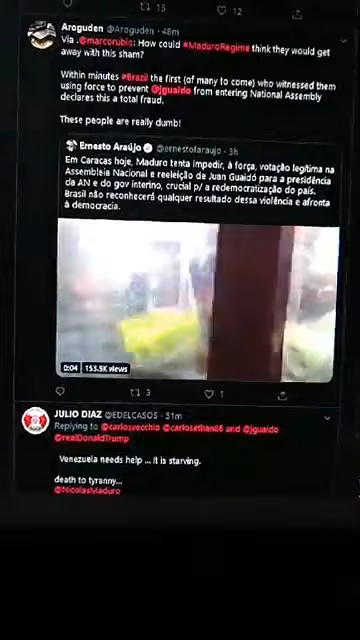 13
12
Aroguden @Aroguden · 48m
Via .@marcorubio: How could #MaduroRegime think they would get
away with this sham?
Within minutes #Brazil the first (of many to come) who witnessed them
using force to prevent @jguaido from entering National Assembly
declares this a total fraud.
These people are really dumb!
Ernesto Araújo @ernestofaraujo · 3h
Em Caracas hoje, Maduro tenta impedir, à força, votação legítima na
Assembleia Nacional e reeleição de Juan Guaidó para a presidência
da AN e do gov interino, crucial p/ a redemocratização do país.
Brasil não reconhecerá qualquer resultado dessa violência e afronta
à democracia.
0:04 153.5K views
3
1
JULIO DIAZ @EDELCASOS · 51m
Replying to @carlosvecchio @carlosethan86 and @jguaido
@realDonaldTrump
Venezuela needs help ... it is starving.
death to tyranny...
@NicolasMaduro